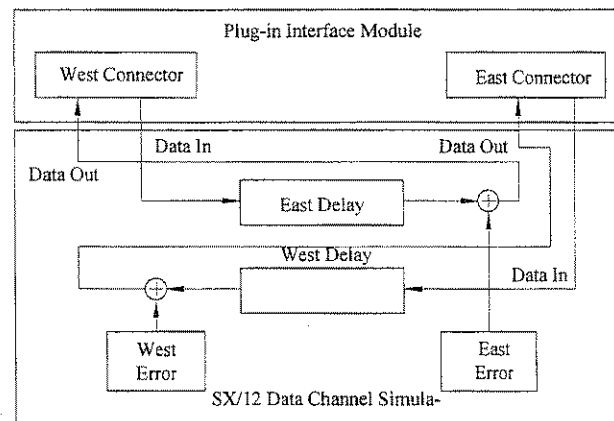 Plug-in Interface Module
West Connector
East Connector
Data In
Data Out
Data Out
East Delay
West Delay
Data In
West
Error
East
Error
SX/12 Data Channel Simula-